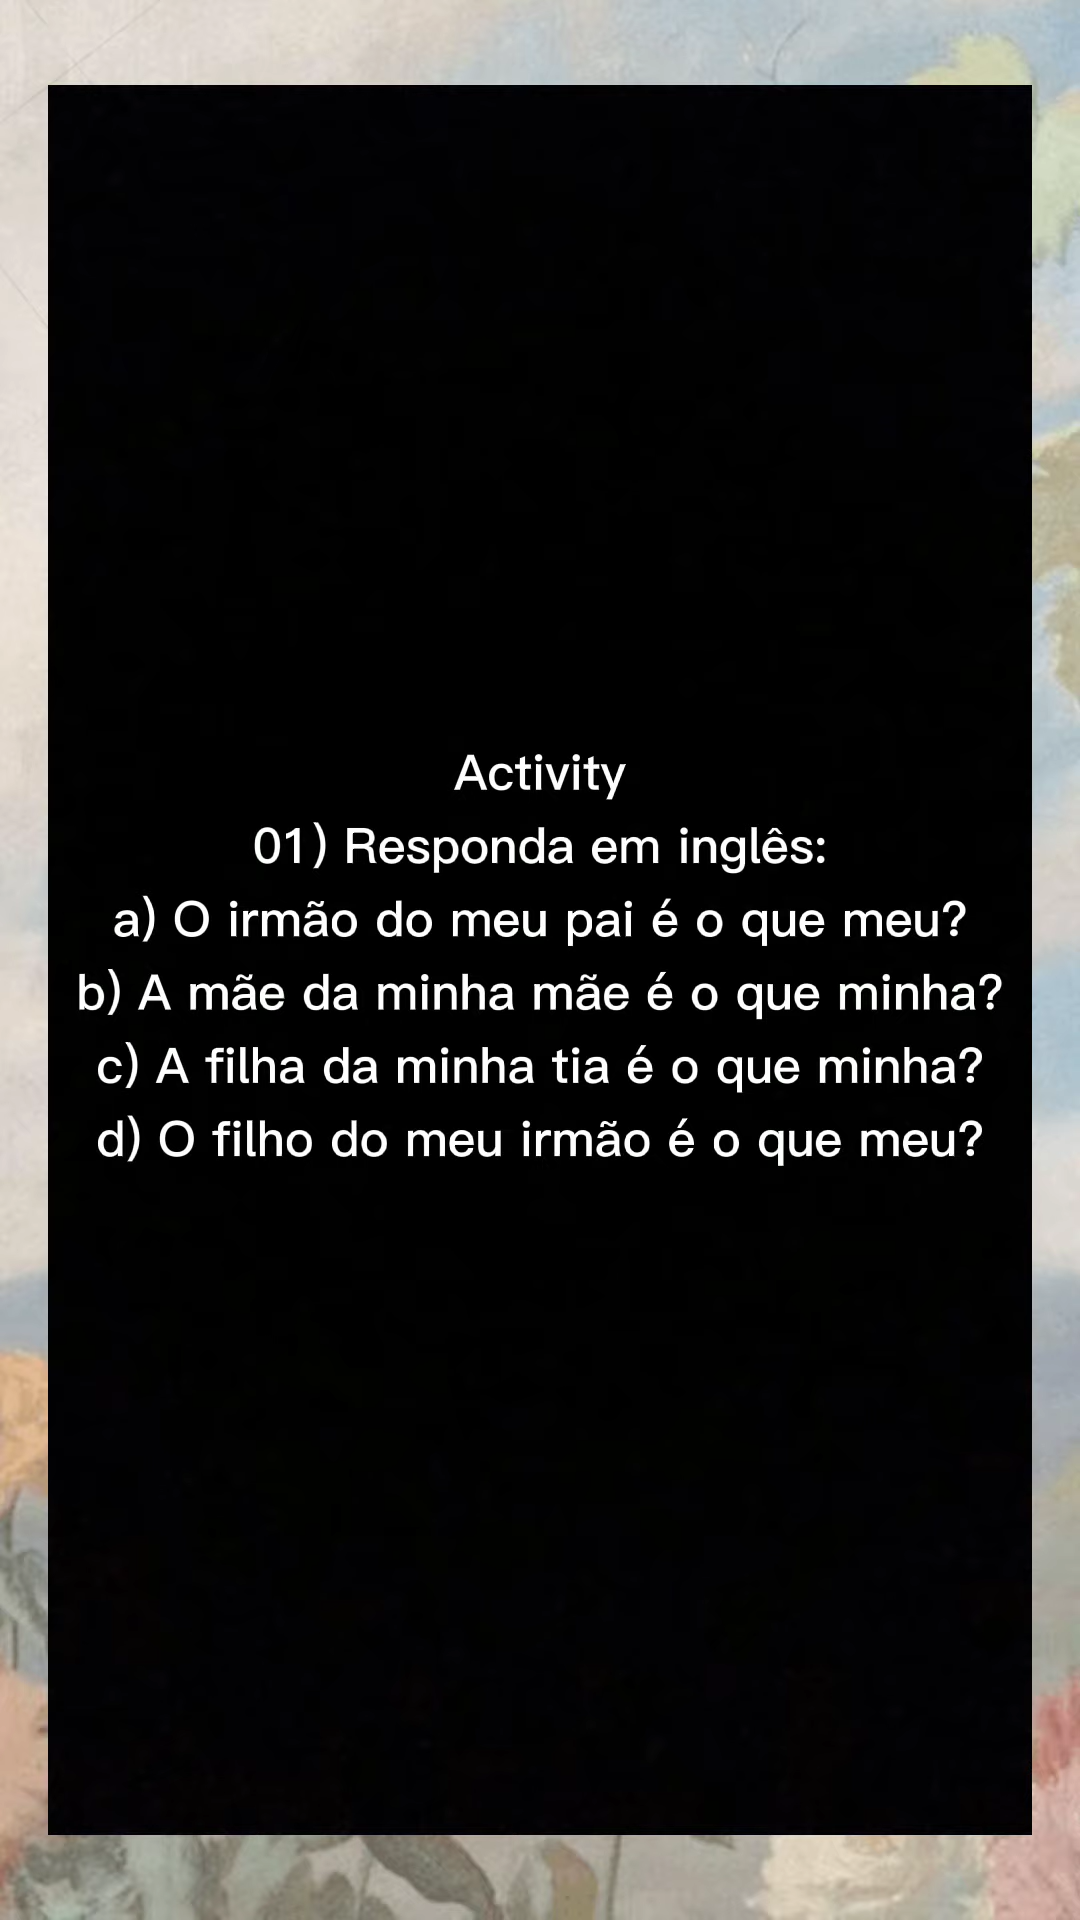 Activity
01) Responda em inglês:
a) O irmão do meu pai é o que meu?
b) A mãe da minha mãe é o que minha?
c) A filha da minha tia é o que minha?
d) O filho do meu irmão é o que meu?